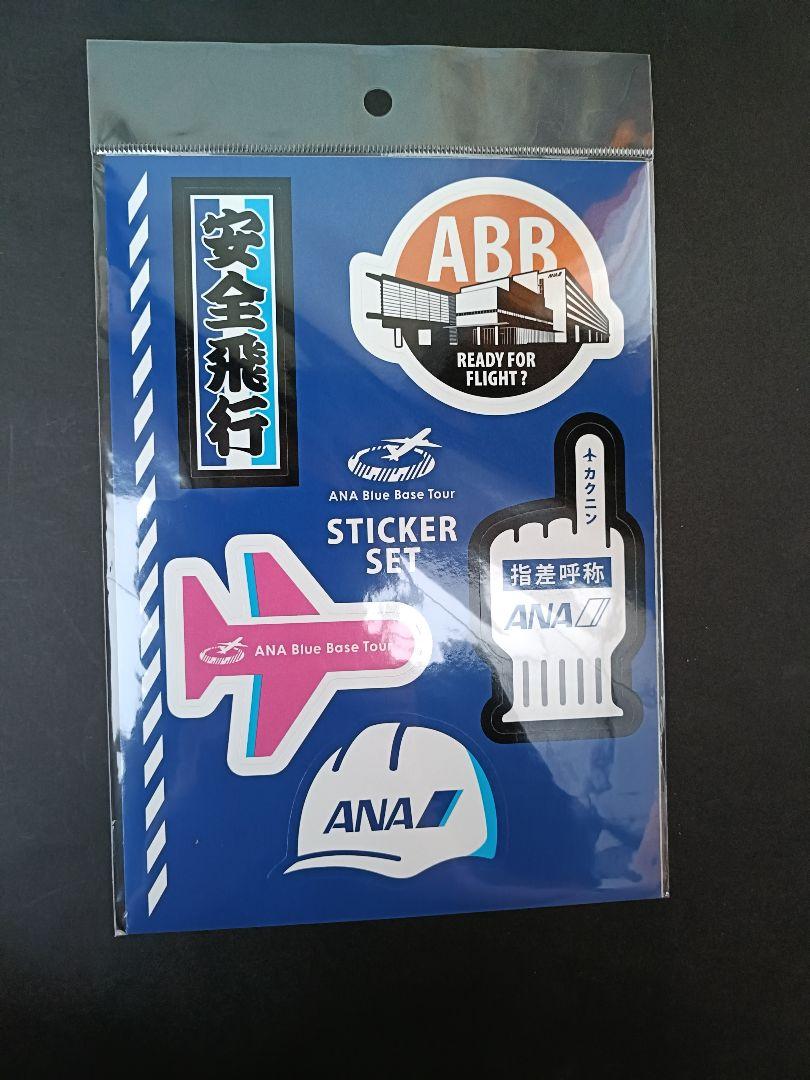 安全飛行
ABB
ANA
READY FOR
FLIGHT?
ANA Blue Base Tour
STICKER
SET
カクニン
指差呼称
ANA
ANA Blue Base Tour
ANA